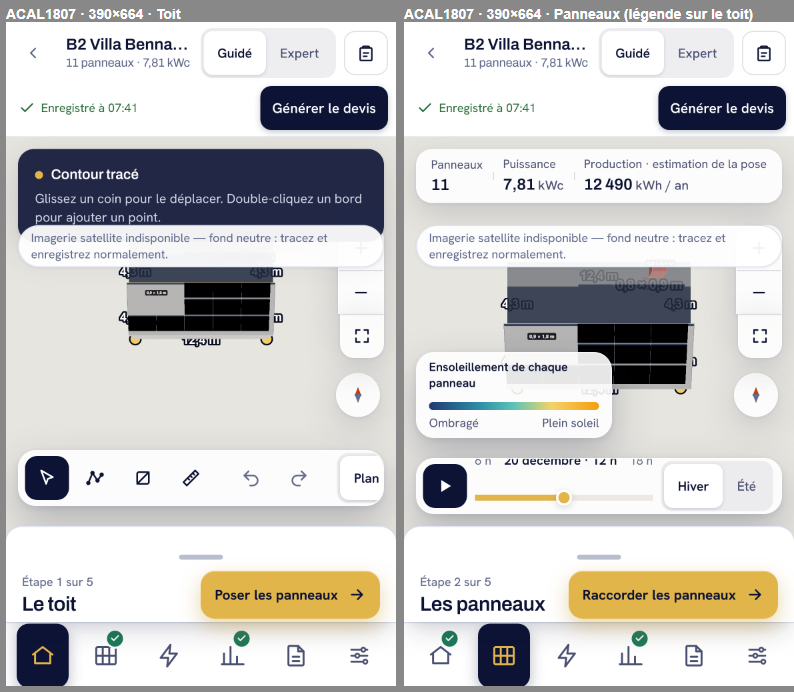 ACAL1807 · 390×664 · Toit
B2 Villa Benna…
11 panneaux · 7,81 kWc
Guidé
Expert
Enregistré à 07:41
Générer le devis
Contour tracé
Glissez un coin pour le déplacer. Double-cliquez un bord
pour ajouter un point.
Imagerie satellite indisponible — fond neutre : tracez et
enregistrez normalement.
12,4 m
Plan
Étape 1 sur 5
Le toit
Poser les panneaux
ACAL1807 · 390×664 · Panneaux (légende sur le toit)
B2 Villa Benna…
11 panneaux · 7,81 kWc
Guidé
Expert
Enregistré à 07:41
Générer le devis
Panneaux
11
Puissance
7,81 kWc
Production · estimation de la pose
12 490 kWh / an
Imagerie satellite indisponible — fond neutre : tracez et
enregistrez normalement.
12,4 m
4,3 m
4,3 m
Ensoleillement de chaque
panneau
Ombragé
Plein soleil
6 h
20 décembre · 12 h
18 h
Hiver
Été
Étape 2 sur 5
Les panneaux
Raccorder les panneaux